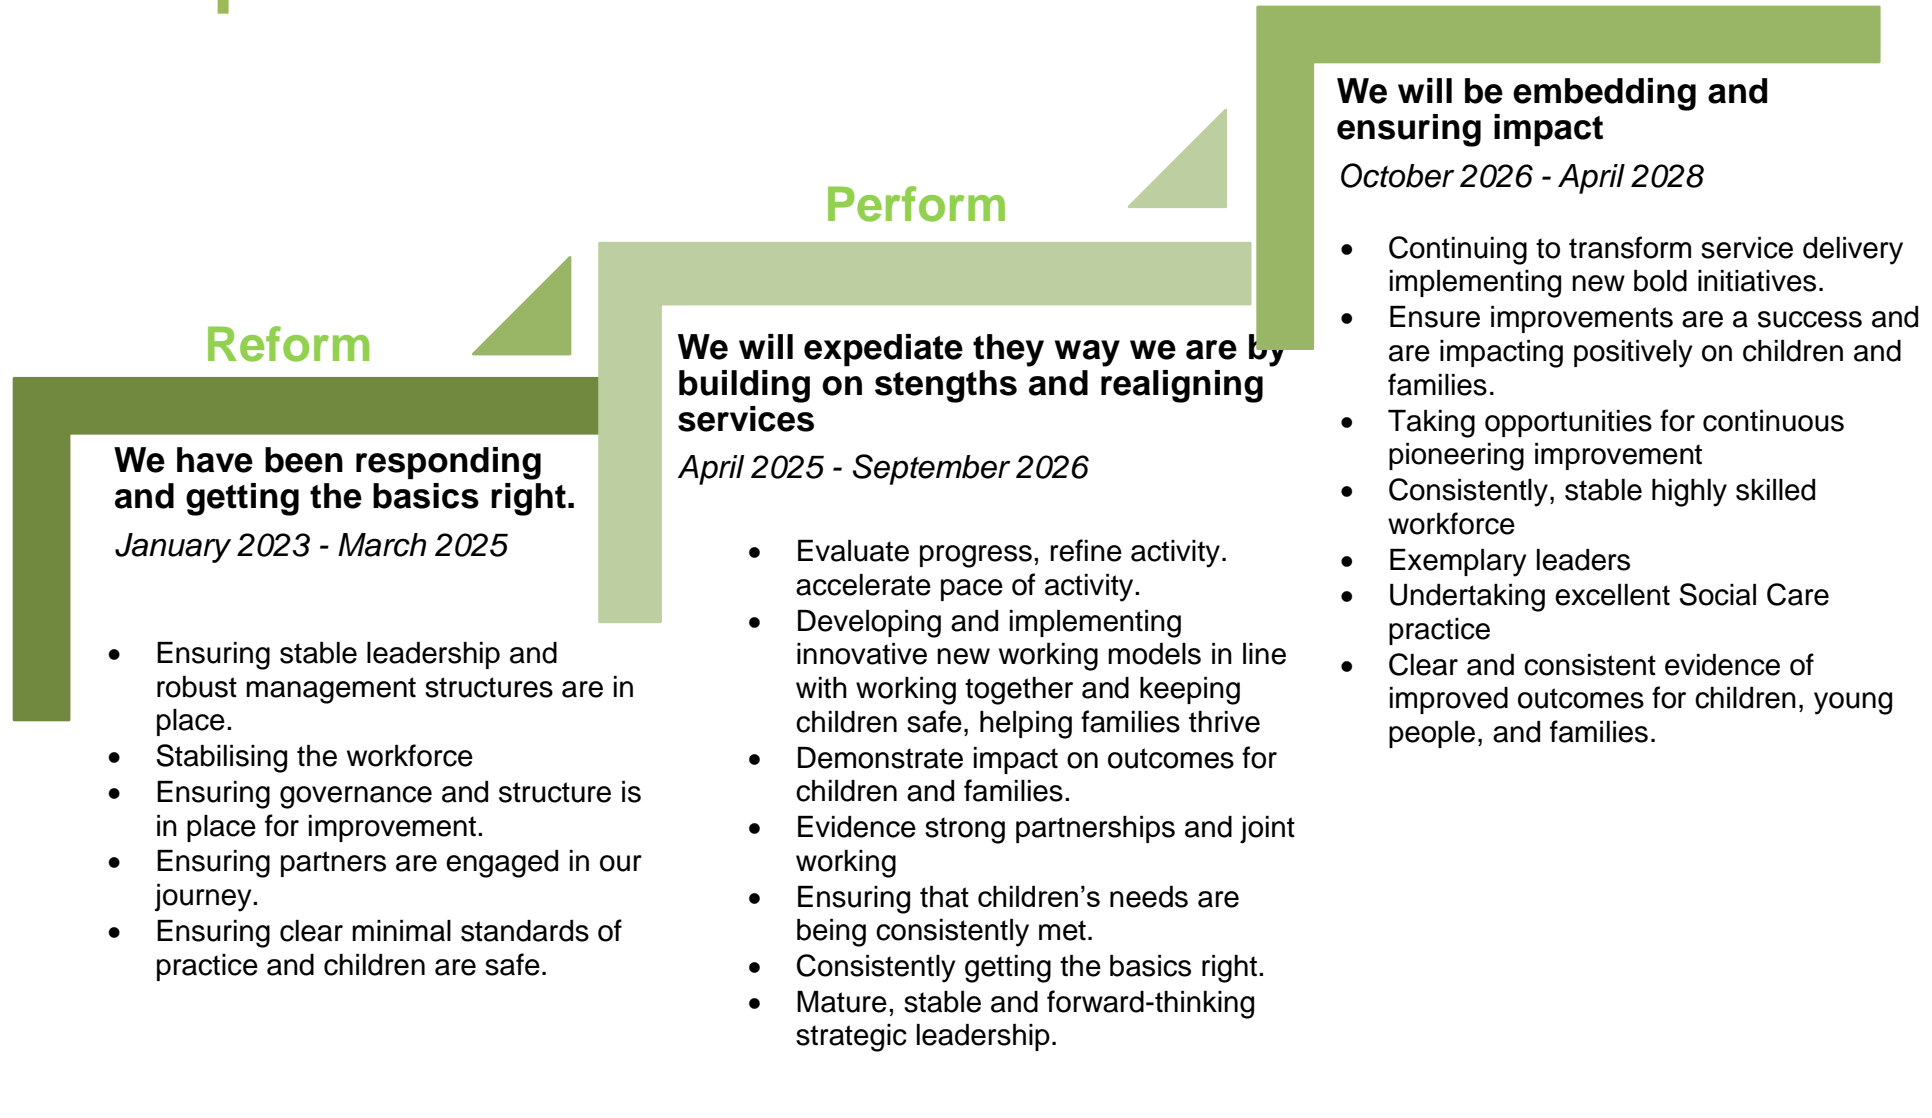 Reform
We have been responding
and getting the basics right.
January 2023 - March 2025
• Ensuring stable leadership and
robust management structures are in
place.
• Stabilising the workforce
• Ensuring governance and structure is
in place for improvement.
• Ensuring partners are engaged in our
journey.
• Ensuring clear minimal standards of
practice and children are safe.
Perform
We will expediate they way we are by
building on stengths and realigning
services
April 2025 - September 2026
• Evaluate progress, refine activity.
accelerate pace of activity.
• Developing and implementing
innovative new working models in line
with working together and keeping
children safe, helping families thrive
• Demonstrate impact on outcomes for
children and families.
• Evidence strong partnerships and joint
working
• Ensuring that children’s needs are
being consistently met.
• Consistently getting the basics right.
• Mature, stable and forward-thinking
strategic leadership.
We will be embedding and
ensuring impact
October 2026 - April 2028
• Continuing to transform service delivery
implementing new bold initiatives.
• Ensure improvements are a success and
are impacting positively on children and
families.
• Taking opportunities for continuous
pioneering improvement
• Consistently, stable highly skilled
workforce
• Exemplary leaders
• Undertaking excellent Social Care
practice
• Clear and consistent evidence of
improved outcomes for children, young
people, and families.